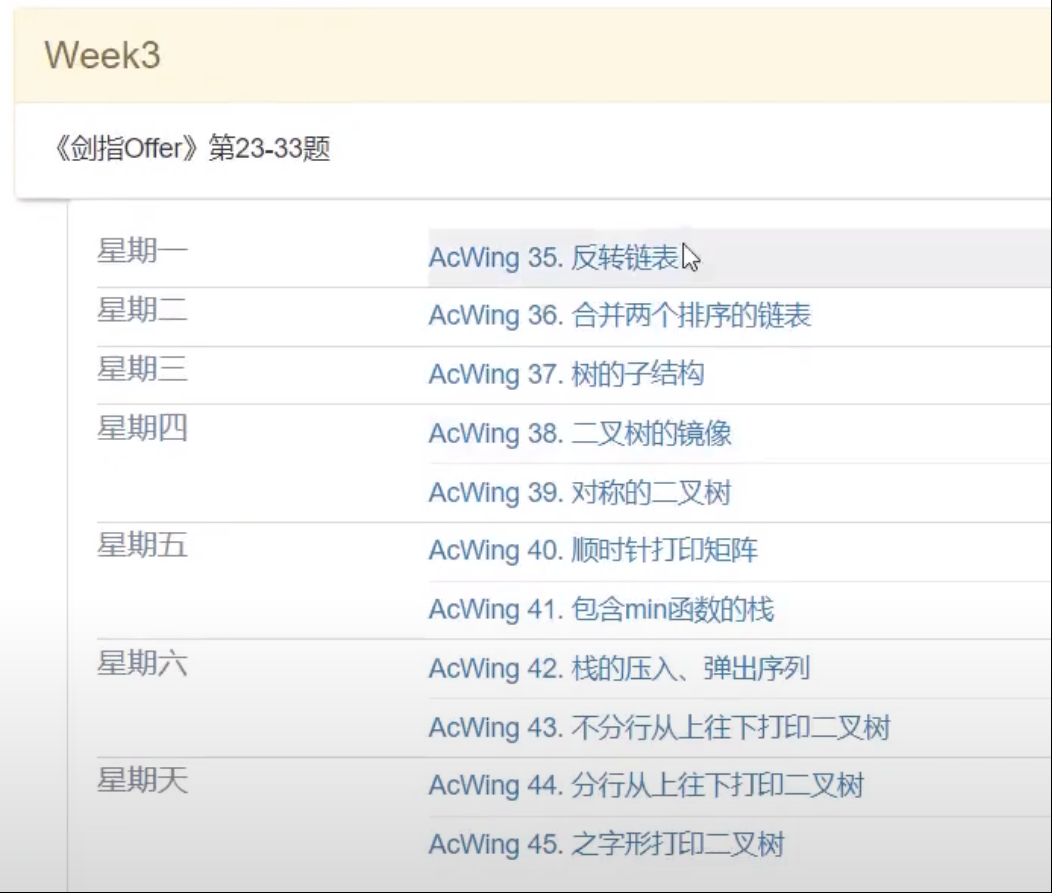 Week3
《剑指Offer》第23-33题
星期一 AcWing 35. 反转链表
星期二 AcWing 36. 合并两个排序的链表
星期三 AcWing 37. 树的子结构
星期四 AcWing 38. 二叉树的镜像
AcWing 39. 对称的二叉树
星期五 AcWing 40. 顺时针打印矩阵
AcWing 41. 包含min函数的栈
星期六 AcWing 42. 栈的压入、弹出序列
AcWing 43. 不分行从上往下打印二叉树
星期天 AcWing 44. 分行从上往下打印二叉树
AcWing 45. 之字形打印二叉树